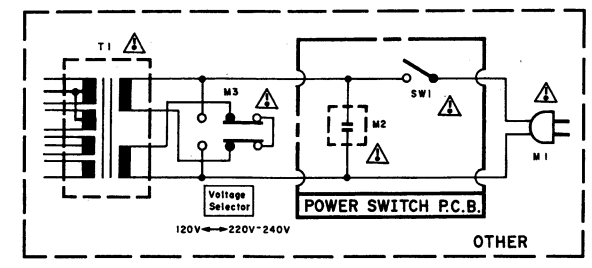 T1
M3
SW1
M2
M1
Voltage
Selector
POWER SWITCH P.C.B.
120V↔220V-240V
OTHER